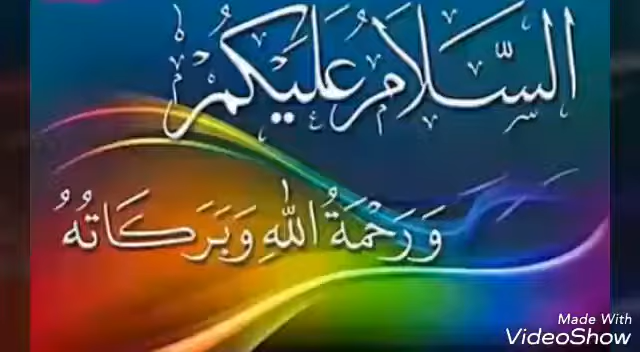 السَّلَامُ عَلَيْكُمْ
وَرَحْمَةُ اللهِ وَبَرَكَاتُهُ
Made With
VideoShow